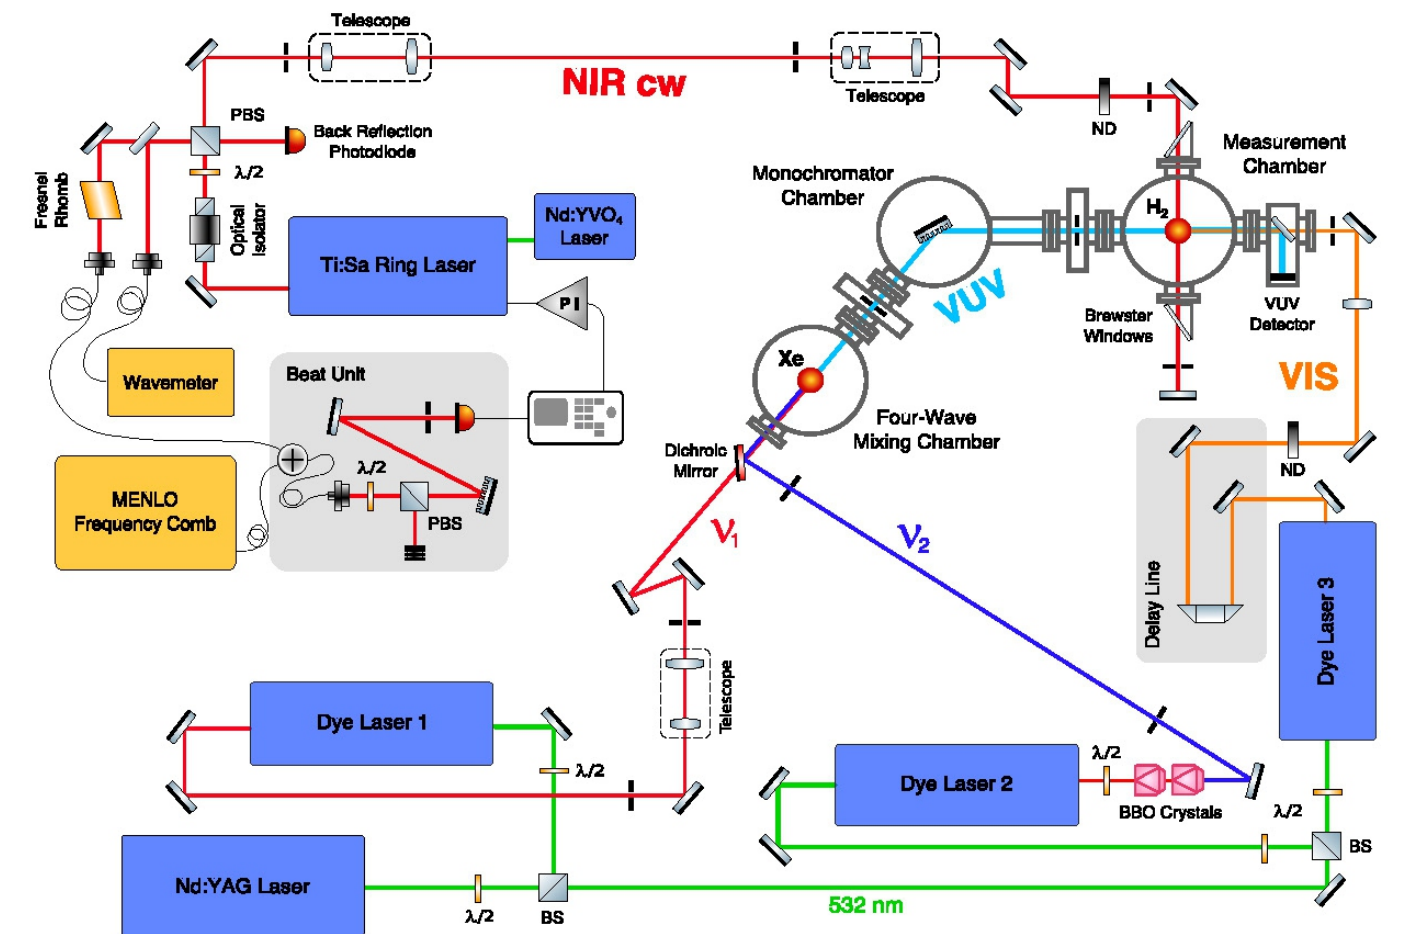 Telescope
NIR cw
Telescope
PBS
Back Reflection
Photodiode
λ/2
ND
Measurement
Chamber
Monochromator
Chamber
Fresnel
Rhomb
Optical
Isolator
Nd:YVO4
Laser
H2
Ti:Sa Ring Laser
PI
VUV
Brewster
Windows
VUV
Detector
Xe
VIS
Wavemeter
Beat Unit
Four-Wave
Mixing Chamber
Dichroic
Mirror
ND
λ/2
MENLO
Frequency Comb
PBS
ν1
ν2
Delay Line
Dye Laser 3
Telescope
Dye Laser 1
λ/2
λ/2
Dye Laser 2
BBO Crystals
λ/2
BS
Nd:YAG Laser
λ/2
BS
532 nm